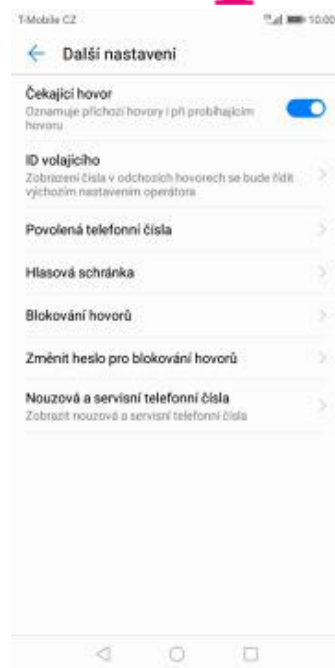 T-Mobile CZ
10:00
Další nastavení
Čekající hovor
Oznamuje příchozí hovory i při probíhajícím
hovoru
ID volajícího
Zobrazení čísla v odchozích hovorech se bude řídit
výchozím nastavením operátora
Povolená telefonní čísla
Hlasová schránka
Blokování hovorů
Změnit heslo pro blokování hovorů
Nouzová a servisní telefonní čísla
Zobrazit nouzová a servisní telefonní čísla